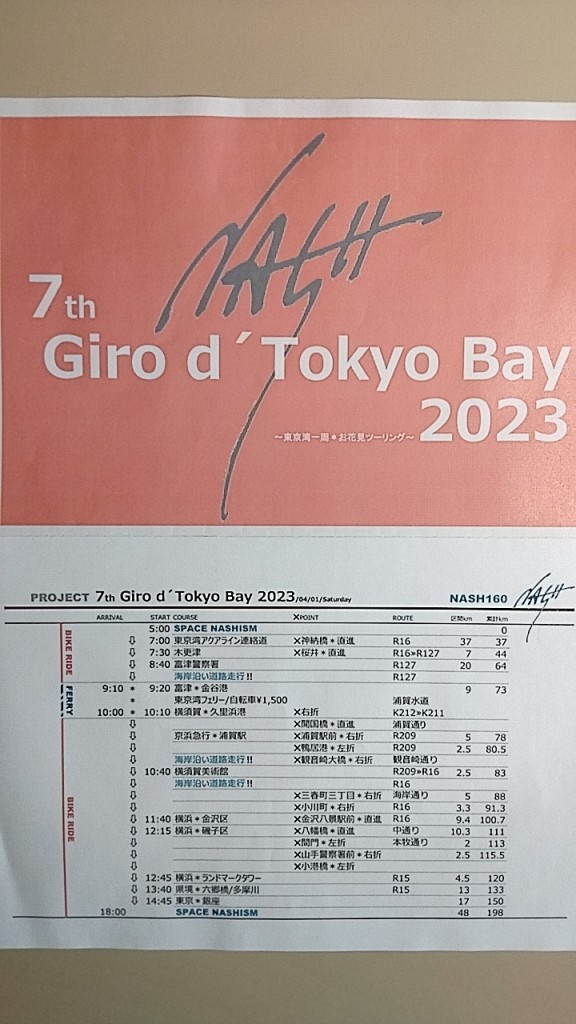 NASH
7th
Giro d´Tokyo Bay
～東京湾一周＊お花見ツーリング～ 2023
PROJECT 7th Giro d´Tokyo Bay 2023/04/01/Saturday NASH160 NASH
ARRIVAL START COURSE ×POINT ROUTE 区間km 累計km
5:00 SPACE NASHISM 0
BIKE RIDE
⇩ 7:00 東京湾アクアライン連絡道 ×神納橋＊直進 R16 37 37
⇩ 7:30 木更津 ×桜井＊直進 R16»R127 7 44
⇩ 8:40 富津警察署 R127 20 64
海岸沿い道路走行!! R127
FERRY
9:10 ＊ 9:20 富津＊金谷港 9 73
東京湾フェリー/自転車¥1,500 浦賀水道
10:00 ＊ 10:10 横須賀＊久里浜港 ×右折 K212»K211
⇩ ×開国橋＊直進 浦賀通り
⇩ 京浜急行＊浦賀駅 ×浦賀駅前＊右折 R209 5 78
⇩ ×鴨居港＊左折 R209 2.5 80.5
⇩ 海岸沿い道路走行!! ×観音崎大橋＊右折 観音崎通り
⇩ 10:40 横須賀美術館 R209»R16 2.5 83
⇩ 海岸沿い道路走行!! R16
BIKE RIDE
⇩ ×三春町三丁目＊右折 海岸通り 5 88
⇩ ×小川町＊右折 R16 3.3 91.3
⇩ 11:40 横浜＊金沢区 ×金沢八景駅前＊直進 R16 9.4 100.7
⇩ 12:15 横浜＊磯子区 ×八幡橋＊直進 中通り 10.3 111
⇩ ×間門＊左折 本牧通り 2 113
⇩ ×山手警察署前＊右折 2.5 115.5
⇩ ×小港橋＊左折
⇩ 12:45 横浜＊ランドマークタワー R15 4.5 120
⇩ 13:40 県境＊六郷橋/多摩川 R15 13 133
⇩ 14:45 東京＊銀座 17 150
18:00 SPACE NASHISM 48 198